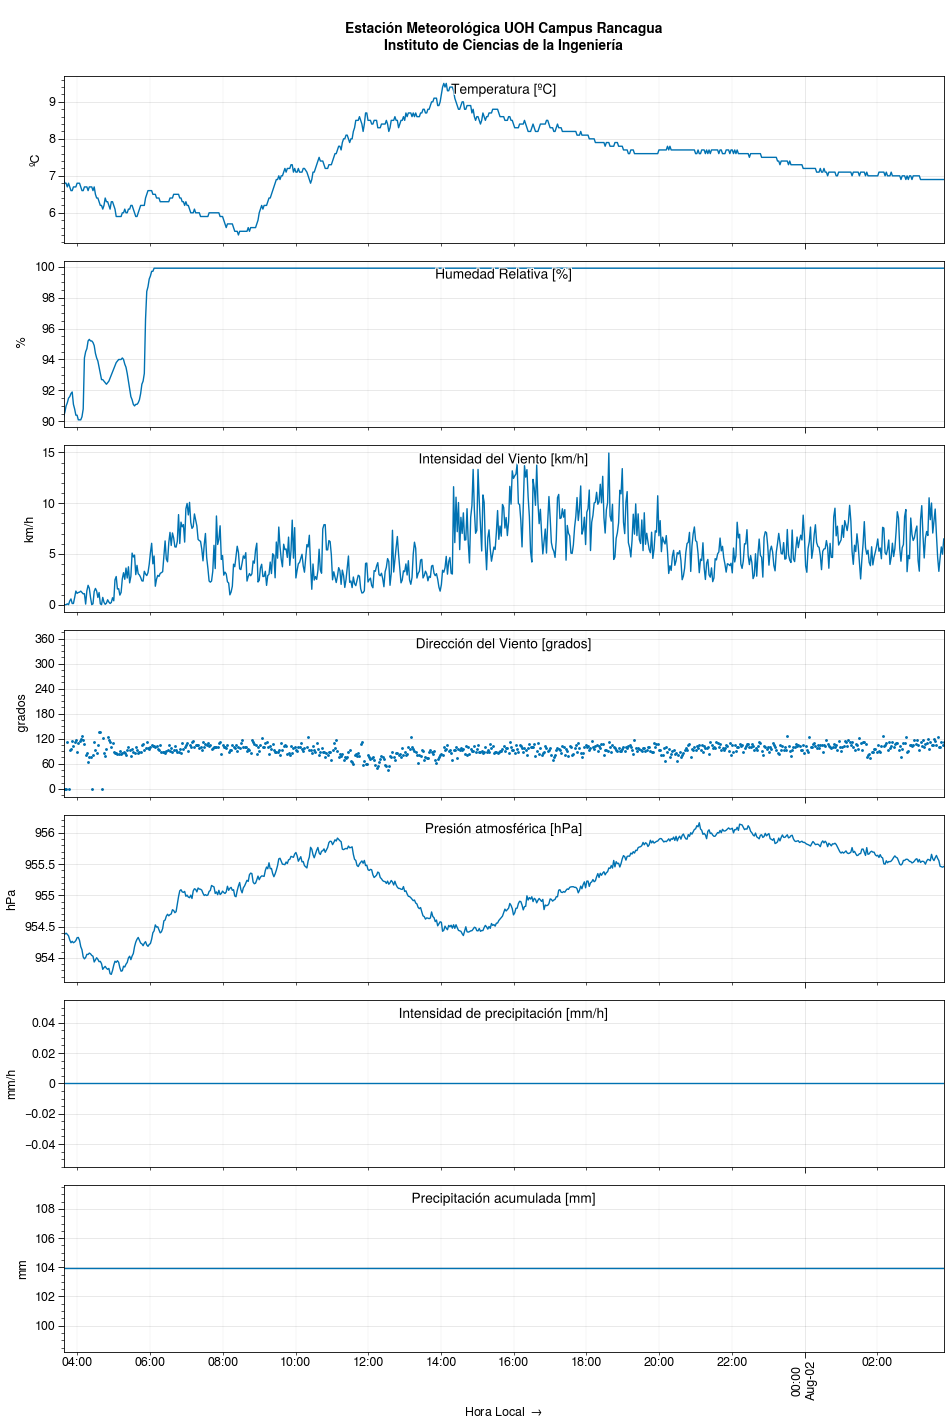 Estación Meteorológica UOH Campus Rancagua
Instituto de Ciencias de la Ingeniería
Temperatura [ºC]
ºC
9
8
7
6
Humedad Relativa [%]
%
100
98
96
94
92
90
Intensidad del Viento [km/h]
km/h
15
10
5
0
Dirección del Viento [grados]
grados
360
300
240
180
120
60
0
Presión atmosférica [hPa]
hPa
956
955.5
955
954.5
954
Intensidad de precipitación [mm/h]
mm/h
0.04
0.02
0
−0.02
−0.04
Precipitación acumulada [mm]
mm
108
106
104
102
100
04:00 06:00 08:00 10:00 12:00 14:00 16:00 18:00 20:00 22:00 00:00 02:00
Aug-02
Hora Local →